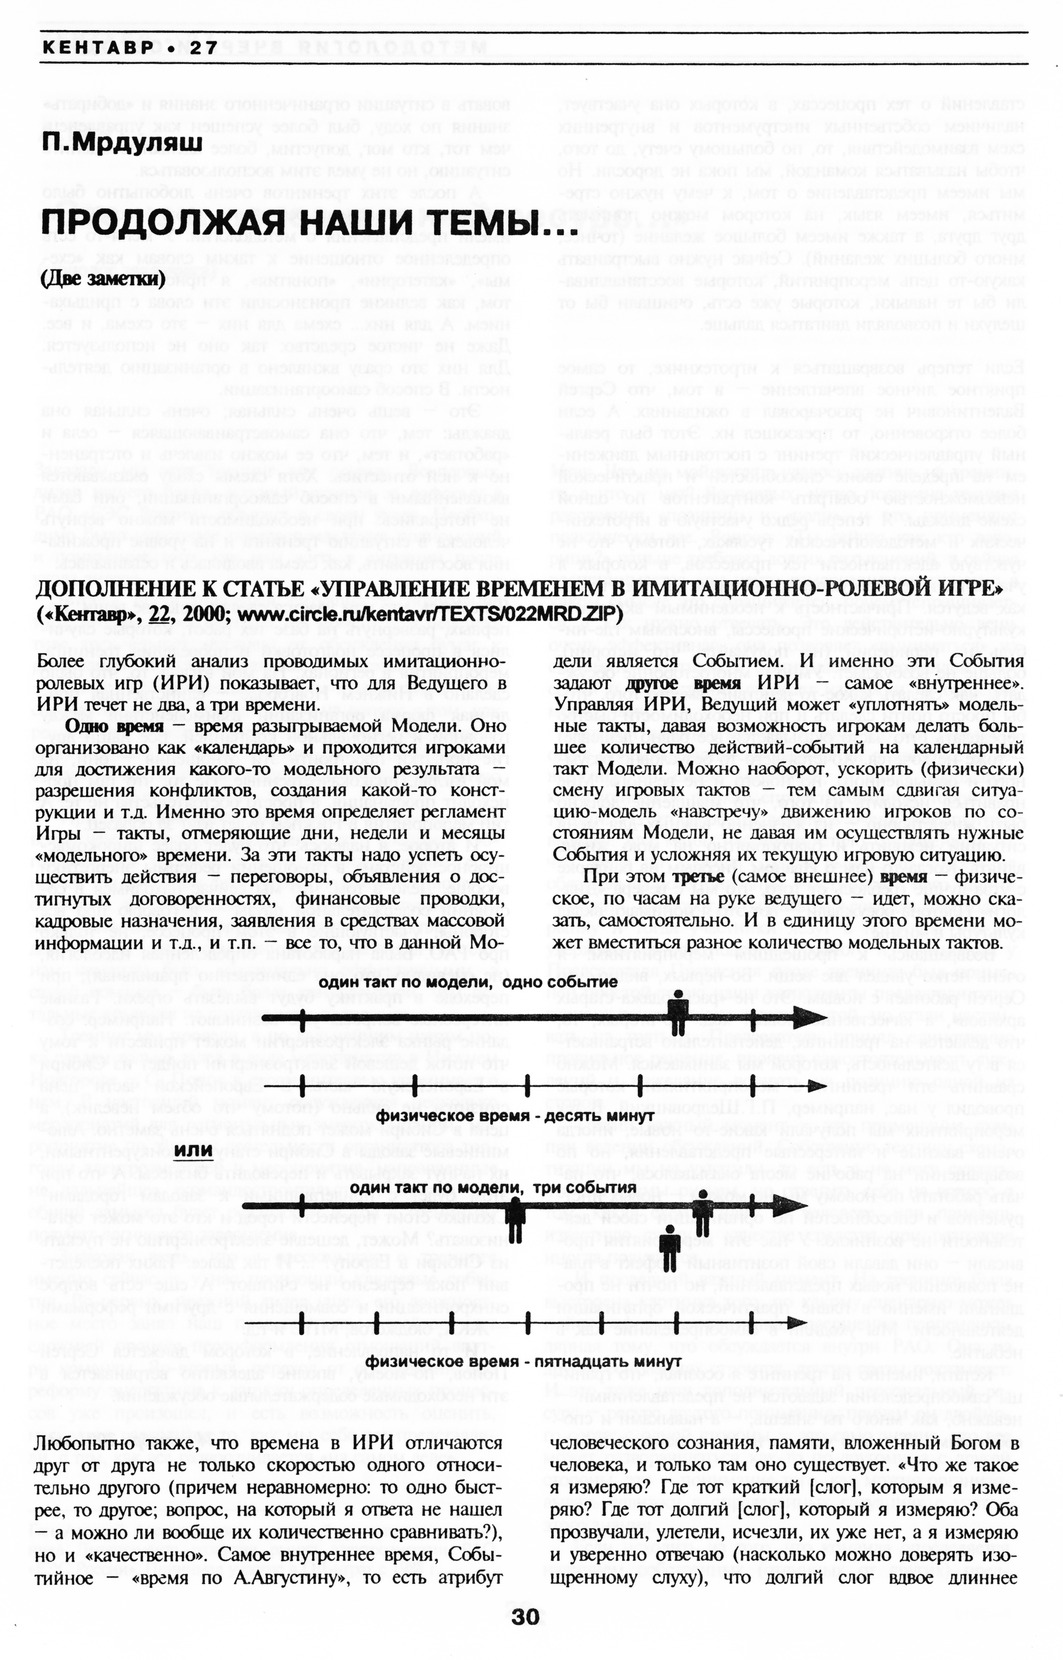 КЕНТАВР • 27
П.Мрдуляш
ПРОДОЛЖАЯ НАШИ ТЕМЫ...
(Две заметки)
ДОПОЛНЕНИЕ К СТАТЬЕ «УПРАВЛЕНИЕ ВРЕМЕНЕМ В ИМИТАЦИОННО-РОЛЕВОЙ ИГРЕ»
(«Кентавр», 22, 2000; www.circle.ru/kentavr/TEXTS/022MRD.ZIP)
Более глубокий анализ проводимых имитационно-
ролевых игр (ИРИ) показывает, что для Ведущего в
ИРИ течет не два, а три времени.
Одно время — время разыгрываемой Модели. Оно
организовано как «календарь» и проходится игроками
для достижения какого-то модельного результата —
разрешения конфликтов, создания какой-то конст-
рукции и т.д. Именно это время определяет регламент
Игры — такты, отмеряющие дни, недели и месяцы
«модельного» времени. За эти такты надо успеть осу-
ществить действия — переговоры, объявления о дос-
тигнутых договоренностях, финансовые проводки,
кадровые назначения, заявления в средствах массовой
информации и т.д., и т.п. — все то, что в данной Мо-
дели является Событием. И именно эти События
задают другое время ИРИ — самое «внутреннее».
Управляя ИРИ, Ведущий может «уплотнять» модель-
ные такты, давая возможность игрокам делать боль-
шее количество действий-событий на календарный
такт Модели. Можно наоборот, ускорить (физически)
смену игровых тактов — тем самым сдвигая ситуа-
цию-модель «навстречу» движению игроков по со-
стояниям Модели, не давая им осуществлять нужные
События и усложняя их текущую игровую ситуацию.
При этом третье (самое внешнее) время — физиче-
ское, по часам на руке ведущего — идет, можно ска-
зать, самостоятельно. И в единицу этого времени мо-
жет вместиться разное количество модельных тактов.
один такт по модели, одно событие
физическое время - десять минут
или
один такт по модели, три события
физическое время - пятнадцать минут
Любопытно также, что времена в ИРИ отличаются
друг от друга не только скоростью одного относи-
тельно другого (причем неравномерно: то одно быст-
рее, то другое; вопрос, на который я ответа не нашел
— а можно ли вообще их количественно сравнивать?),
но и «качественно». Самое внутреннее время, Собы-
тийное — «время по А.Августину», то есть атрибут
человеческого сознания, памяти, вложенный Богом в
человека, и только там оно существует. «Что же такое
я измеряю? Где тот краткий [слог], которым я изме-
ряю? Где тот долгий [слог], который я измеряю? Оба
прозвучали, улетели, исчезли, их уже нет, а я измеряю
и уверенно отвечаю (насколько можно доверять изо-
щренному слуху), что долгий слог вдвое длиннее
30